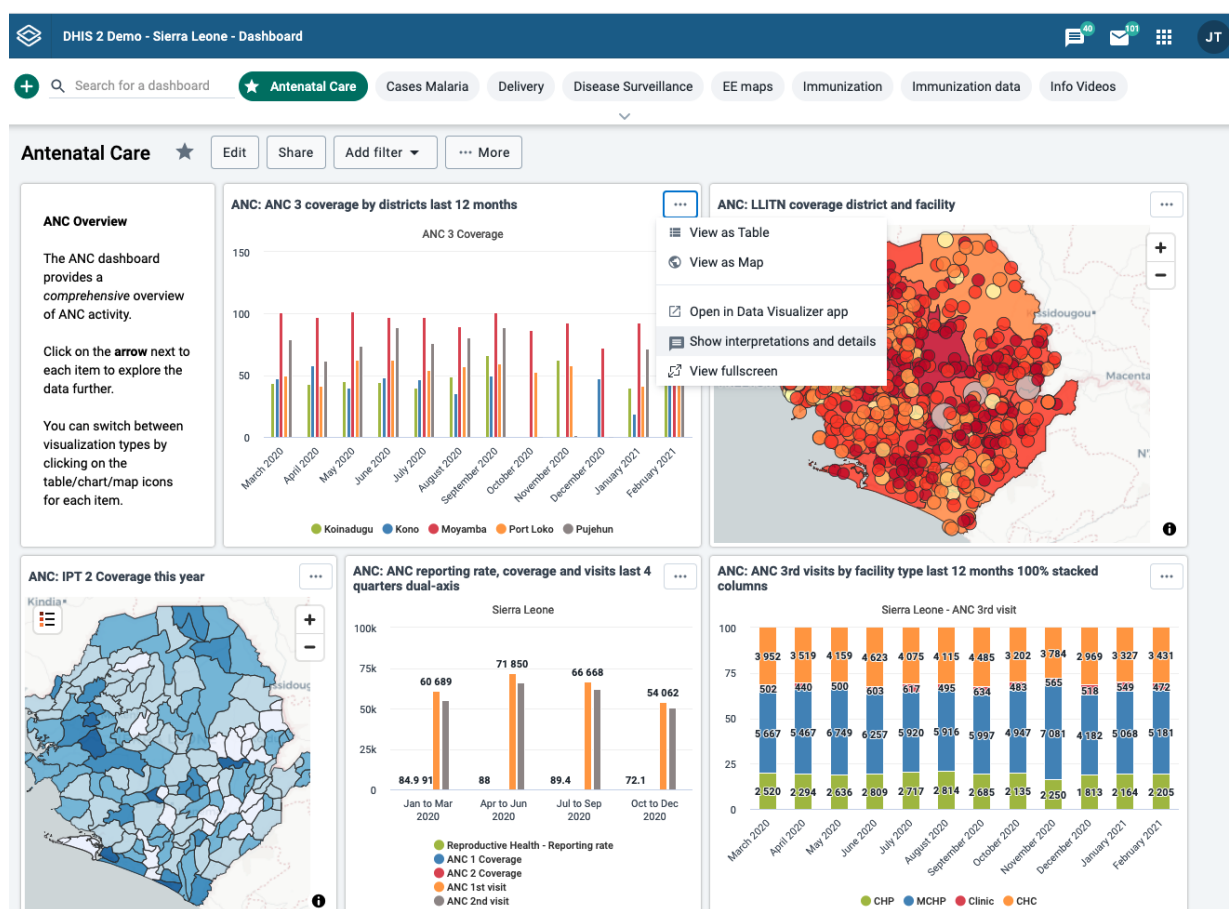 DHIS 2 Demo - Sierra Leone - Dashboard
40
101
JT
Search for a dashboard
Antenatal Care
Cases Malaria
Delivery
Disease Surveillance
EE maps
Immunization
Immunization data
Info Videos
Antenatal Care
Edit
Share
Add filter
More
ANC Overview
The ANC dashboard
provides a
comprehensive overview
of ANC activity.
Click on the arrow next to
each item to explore the
data further.
You can switch between
visualization types by
clicking on the
table/chart/map icons
for each item.
ANC: ANC 3 coverage by districts last 12 months
ANC 3 Coverage
150
100
50
0
March 2020
April 2020
May 2020
June 2020
July 2020
August 2020
September 2020
October 2020
November 2020
December 2020
January 2021
February 2021
Koinadugu
Kono
Moyamba
Port Loko
Pujehun
View as Table
View as Map
Open in Data Visualizer app
Show interpretations and details
View fullscreen
ANC: LLITN coverage district and facility
+
−
Macenta
ANC: IPT 2 Coverage this year
Kindia
+
−
ANC: ANC reporting rate, coverage and visits last 4
quarters dual-axis
Sierra Leone
100k
75k
50k
25k
0
60 689
71 850
66 668
54 062
84.9 91
88
89.4
72.1
Jan to Mar
2020
Apr to Jun
2020
Jul to Sep
2020
Oct to Dec
2020
Reproductive Health - Reporting rate
ANC 1 Coverage
ANC 2 Coverage
ANC 1st visit
ANC 2nd visit
ANC: ANC 3rd visits by facility type last 12 months 100% stacked
columns
Sierra Leone - ANC 3rd visit
100
75
50
25
0
3 952 3 519 4 159 4 623 4 075 4 115 4 485 3 202 3 784 2 969 3 327 3 431
502 440 500 603 617 495 634 483 565 518 549 472
5 667 5 467 6 749 6 257 5 920 5 916 5 997 4 947 7 081 4 182 5 068 5 181
2 520 2 294 2 636 2 809 2 717 2 814 2 685 2 135 2 250 1 813 2 164 2 205
March 2020
April 2020
May 2020
June 2020
July 2020
August 2020
September 2020
October 2020
November 2020
December 2020
January 2021
February 2021
CHP
MCHP
Clinic
CHC